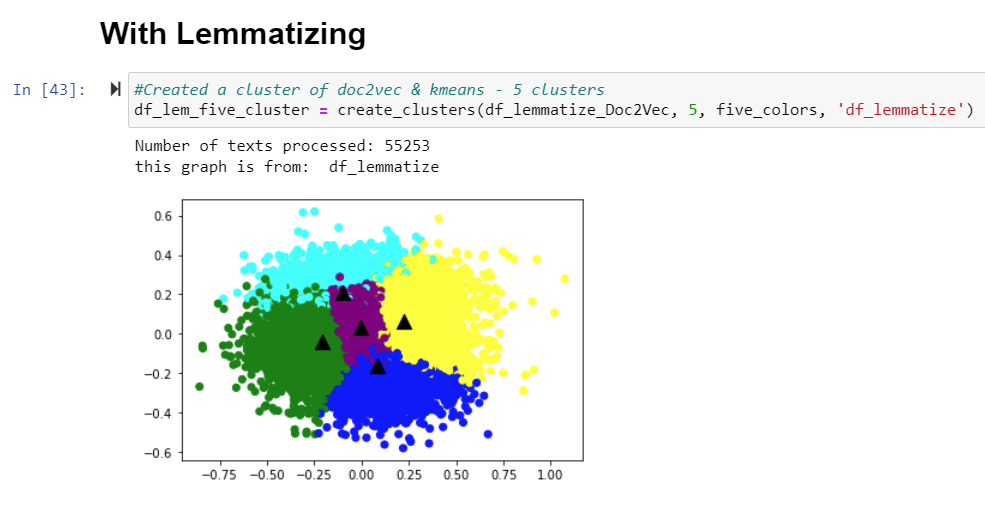 With Lemmatizing
In [43]:
#Created a cluster of doc2vec & kmeans - 5 clusters
df_lem_five_cluster = create_clusters(df_lemmatize_Doc2Vec, 5, five_colors, 'df_lemmatize')
Number of texts processed: 55253
this graph is from:  df_lemmatize
0.6
0.4
0.2
0.0
−0.2
−0.4
−0.6
−0.75 −0.50 −0.25 0.00 0.25 0.50 0.75 1.00